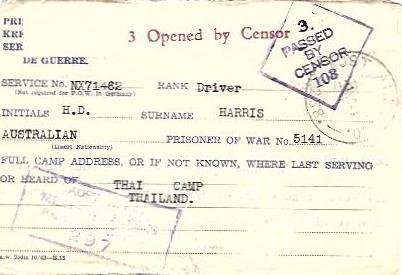 PRI
KRI
SER
DE GUERRE.
3 Opened by Censor
3.
PASSED
BY
CENSOR
108
SERVICE No. NX71482 RANK Driver
(Not required for P.O.W. in Germany)
INITIALS H.D. SURNAME HARRIS
AUSTRALIAN PRISONER OF WAR No. 5141
(Insert Nationality)
FULL CAMP ADDRESS, OR IF NOT KNOWN, WHERE LAST SERVING
OR HEARD OF THAI CAMP
THAILAND.
297